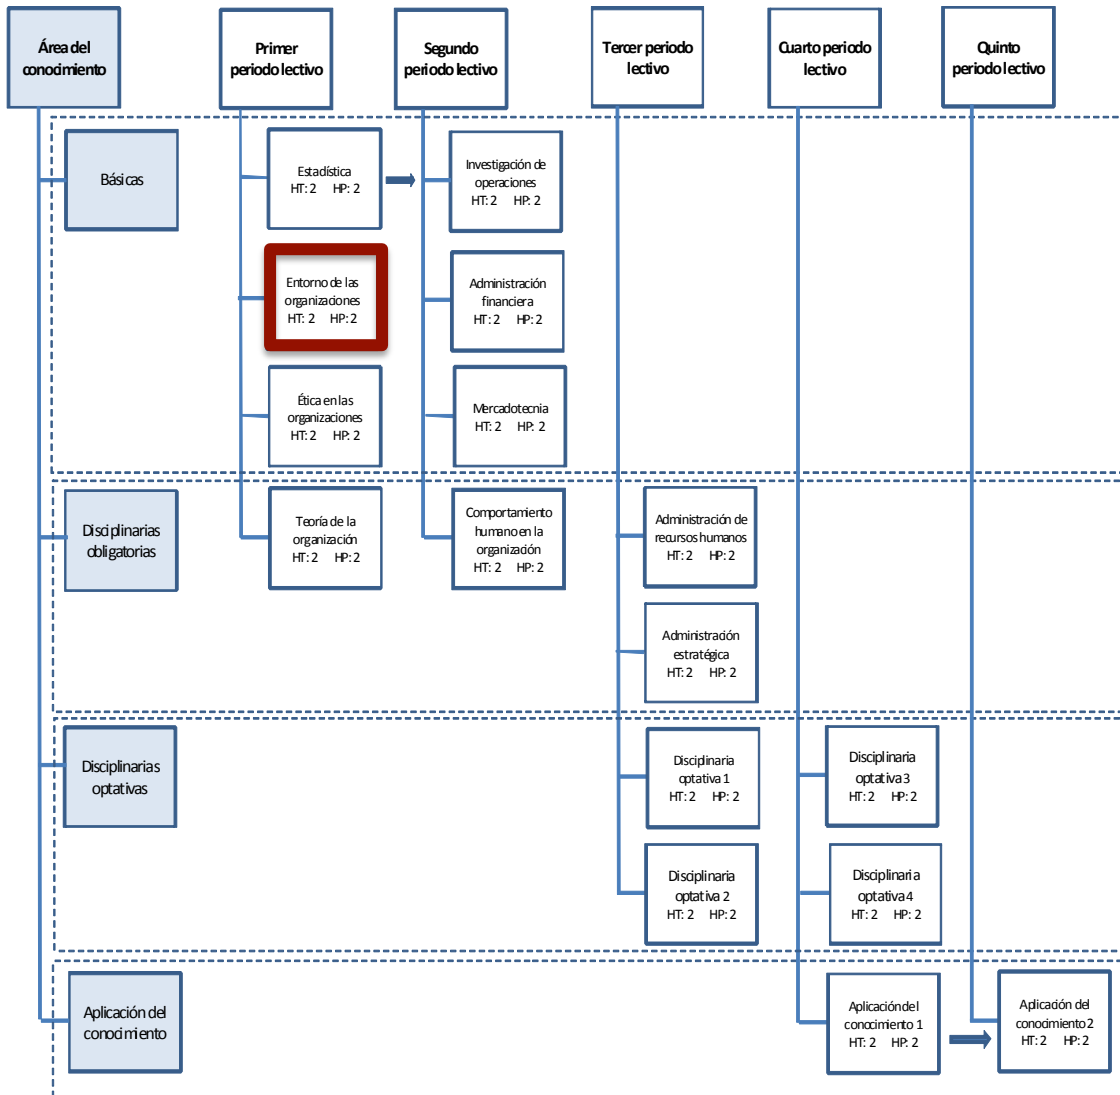 Área del
conocimiento
Primer
periodo lectivo
Segundo
periodo lectivo
Tercer periodo
lectivo
Cuarto periodo
lectivo
Quinto
periodo lectivo
Básicas
Estadística
HT: 2 HP: 2
Investigación de
operaciones
HT: 2 HP: 2
Entorno de las
organizaciones
HT: 2 HP: 2
Administración
financiera
HT: 2 HP: 2
Ética en las
organizaciones
HT: 2 HP: 2
Mercadotecnia
HT: 2 HP: 2
Disciplinarias
obligatorias
Teoría de la
organización
HT: 2 HP: 2
Comportamiento
humano en la
organización
HT: 2 HP: 2
Administración de
recursos humanos
HT: 2 HP: 2
Administración
estratégica
HT: 2 HP: 2
Disciplinarias
optativas
Disciplinaria
optativa 1
HT: 2 HP: 2
Disciplinaria
optativa 3
HT: 2 HP: 2
Disciplinaria
optativa 2
HT: 2 HP: 2
Disciplinaria
optativa 4
HT: 2 HP: 2
Aplicación del
conocimiento
Aplicación del
conocimiento 1
HT: 2 HP: 2
Aplicación del
conocimiento 2
HT: 2 HP: 2